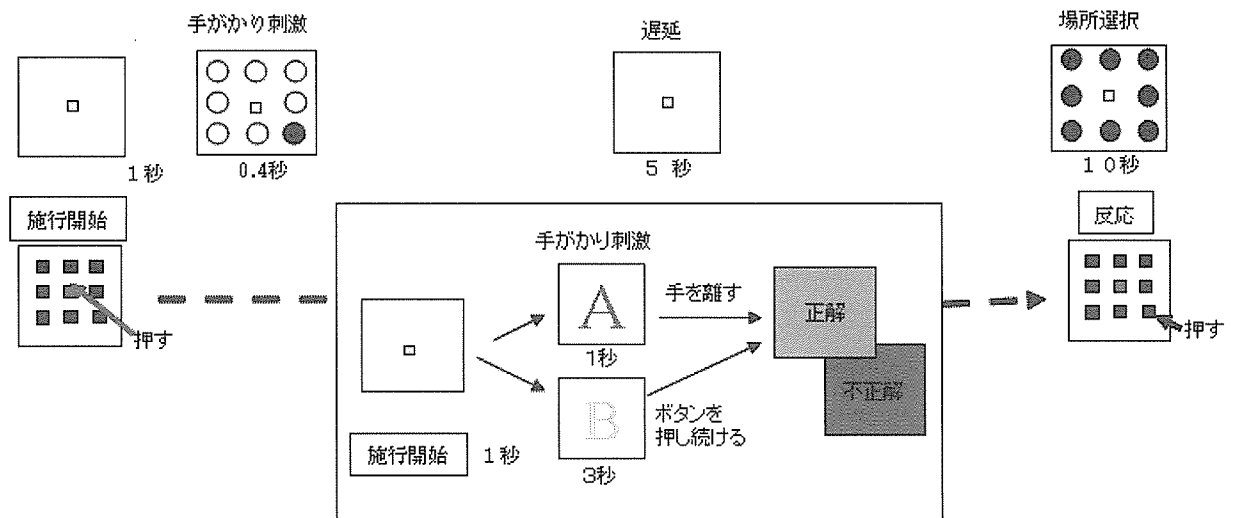 手がかり刺激
遅延
場所選択
1秒
0.4秒
5 秒
10秒
施行開始
反応
押す
手がかり刺激
A
1秒
手を離す
正解
不正解
B
3秒
ボタンを
押し続ける
施行開始
1秒
押す